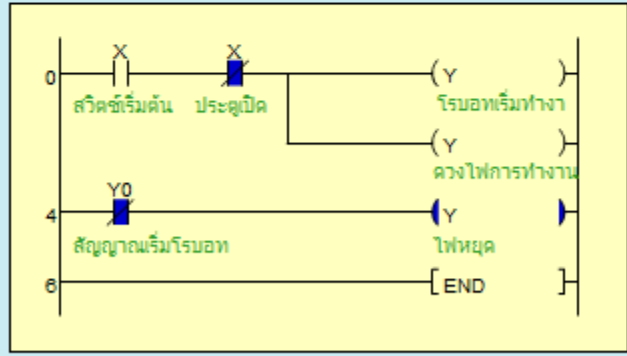 X X
0 ( Y )
สวิตช์เริ่มต้น ประตูเปิด โรบอทเริ่มทำงา
( Y )
ดวงไฟการทำงาน
Y0
4 ( Y )
สัญญาณเริ่มโรบอท ไฟหยุด
6 [ END ]